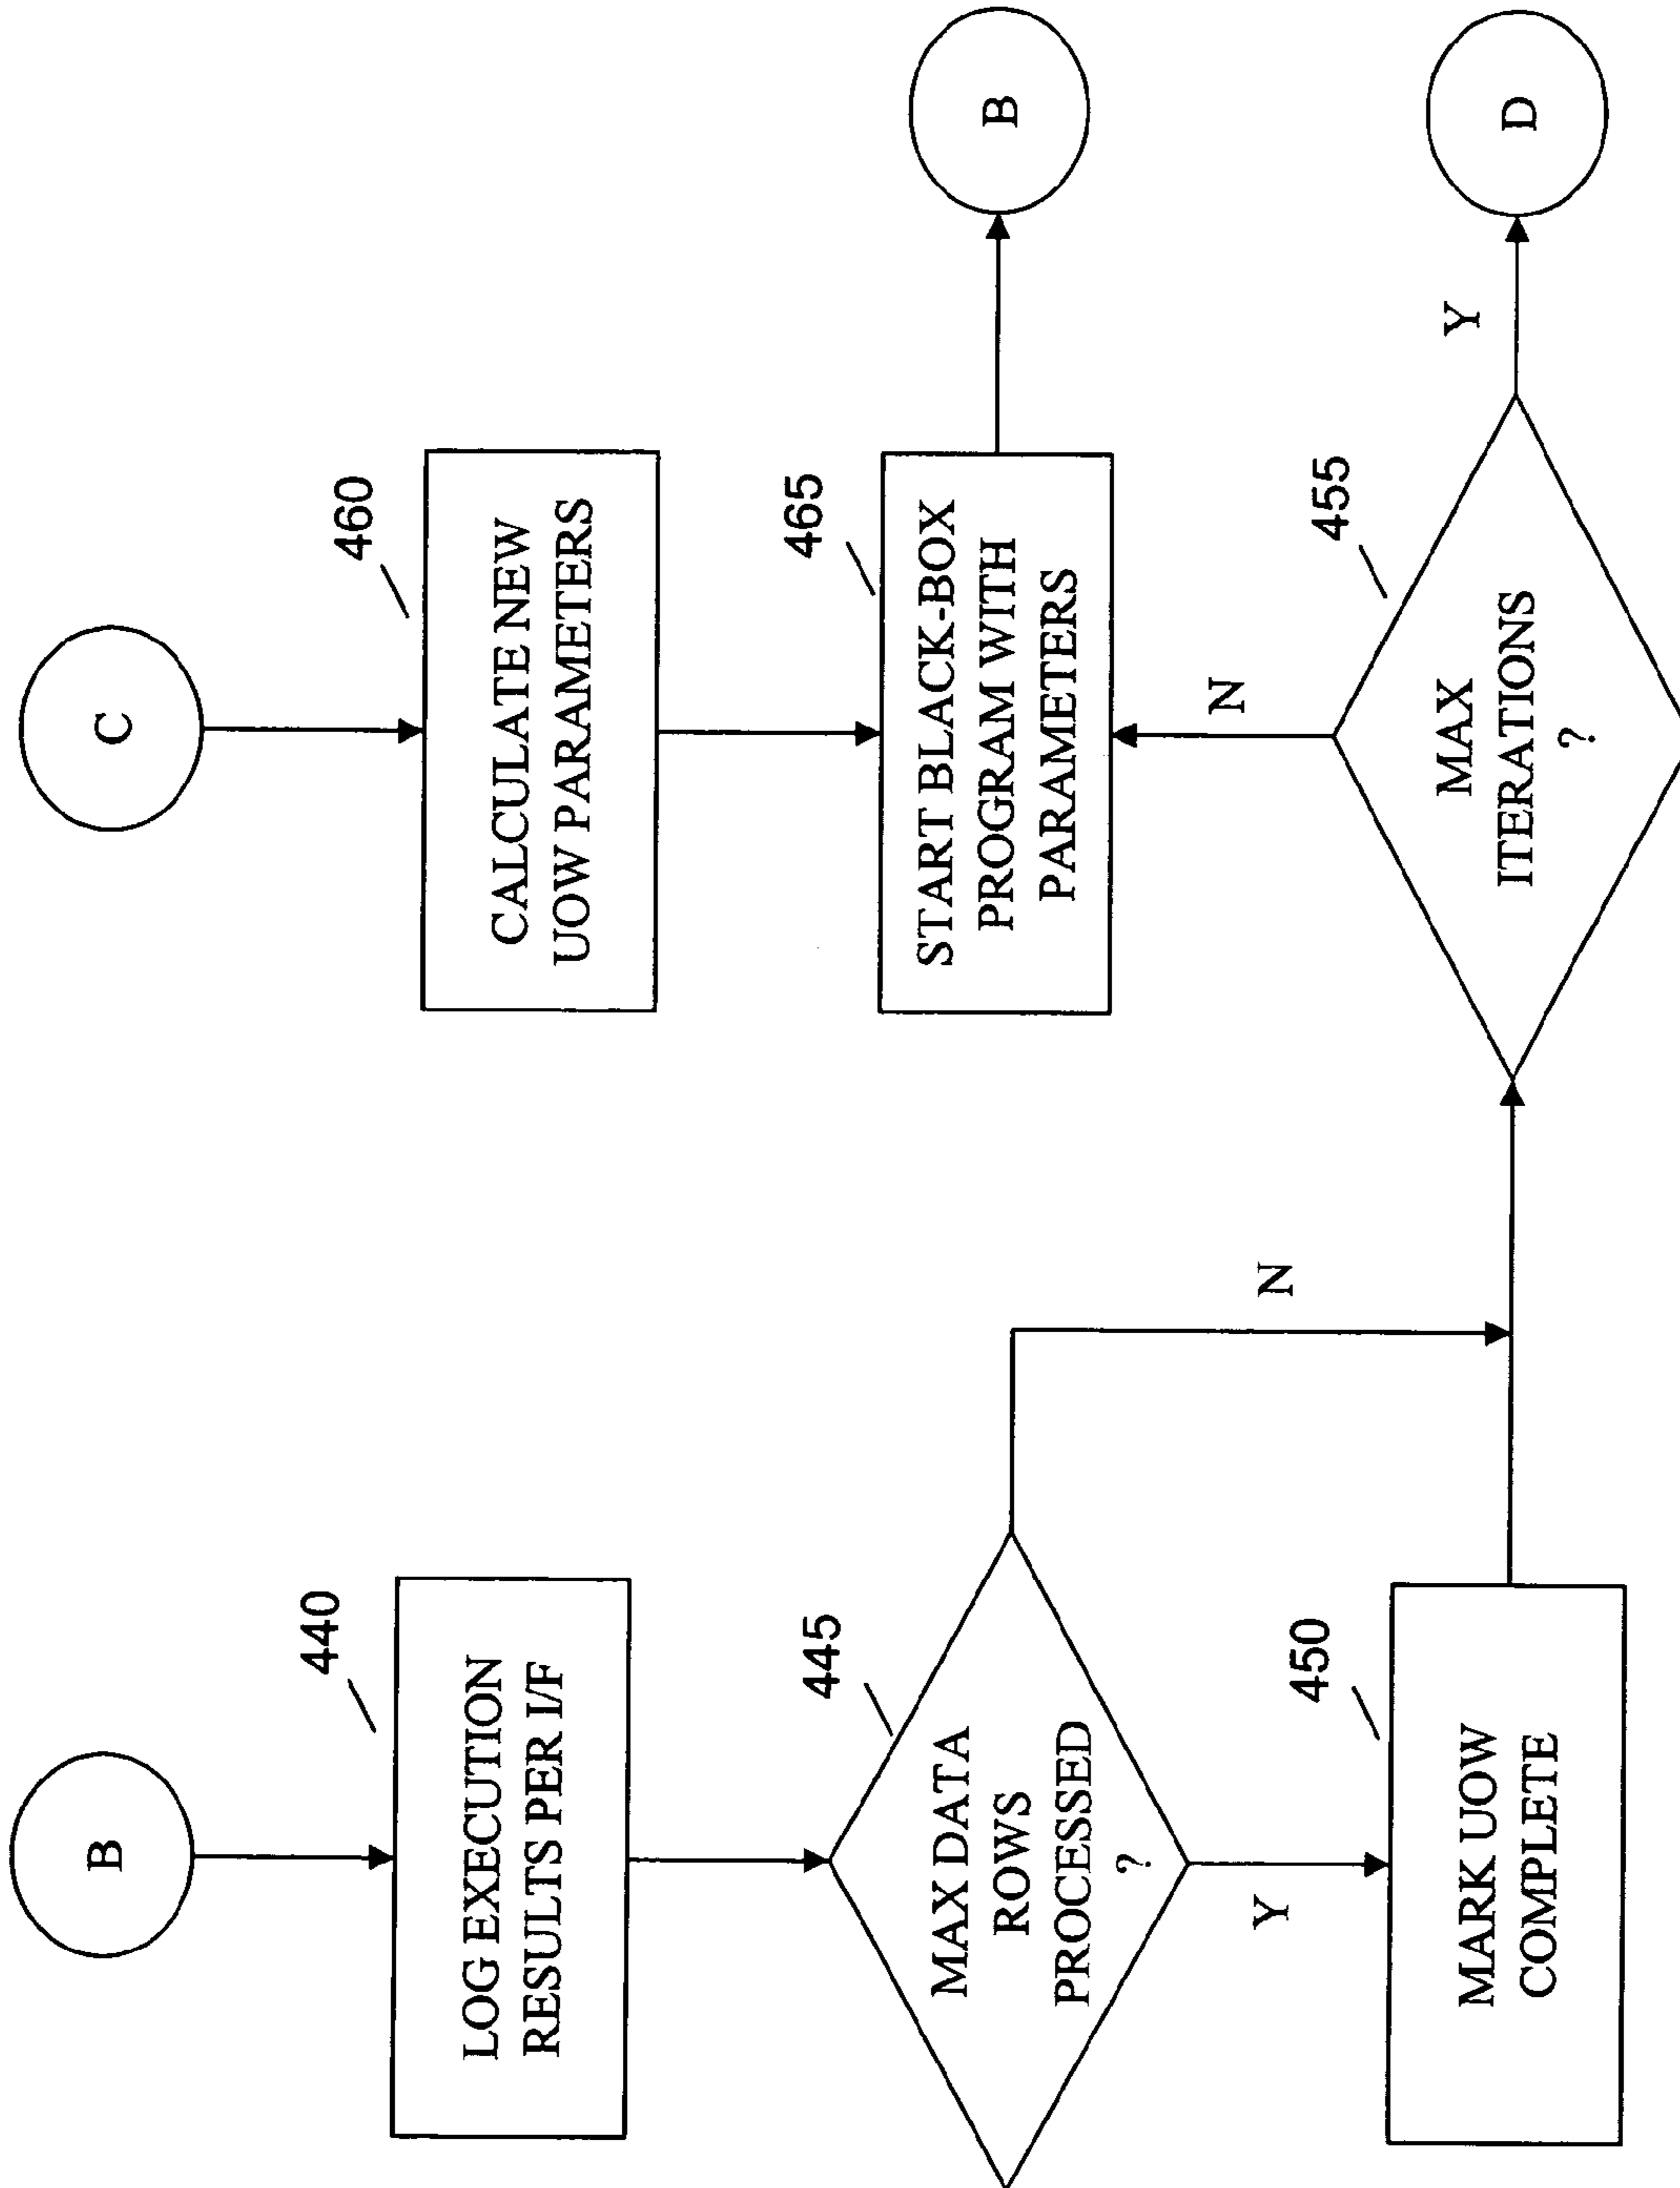 B
440
LOG EXECUTION
RESULTS PER I/F
445
MAX DATA
ROWS
PROCESSED
?
N
Y
450
MARK UOW
COMPLETE
C
460
CALCULATE NEW
UOW PARAMETERS
465
START BLACK-BOX
PROGRAM WITH
PARAMETERS
B
N
455
MAX
ITERATIONS
?
Y
D